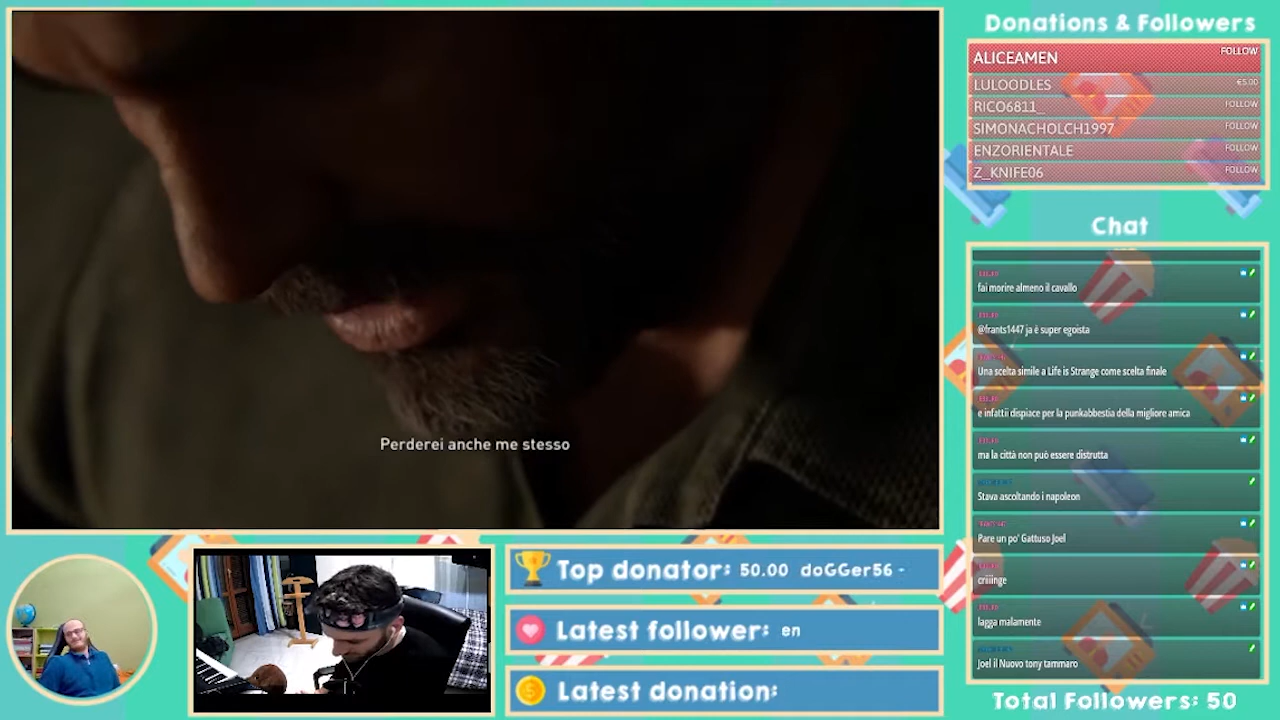 Donations & Followers
ALICEAMEN FOLLOW
LULOODLES €5.00
RICO6811_ FOLLOW
SIMONACHOLCH1997 FOLLOW
ENZORIENTALE FOLLOW
Z_KNIFE06 FOLLOW
Chat
fai morire almeno il cavallo
@frants1447 ja è super egoista
Una scelta simile a Life is Strange come scelta finale
e infattii dispiace per la punkabbestia della migliore amica
ma la città non può essere distrutta
Stava ascoltando i napoleon
Pare un po' Gattuso Joel
criiinge
lagga malamente
Joel il Nuovo tony tammaro
Total Followers: 50
Perderei anche me stesso
Top donator: 50.00 doGGer56 -
Latest follower: en
Latest donation: